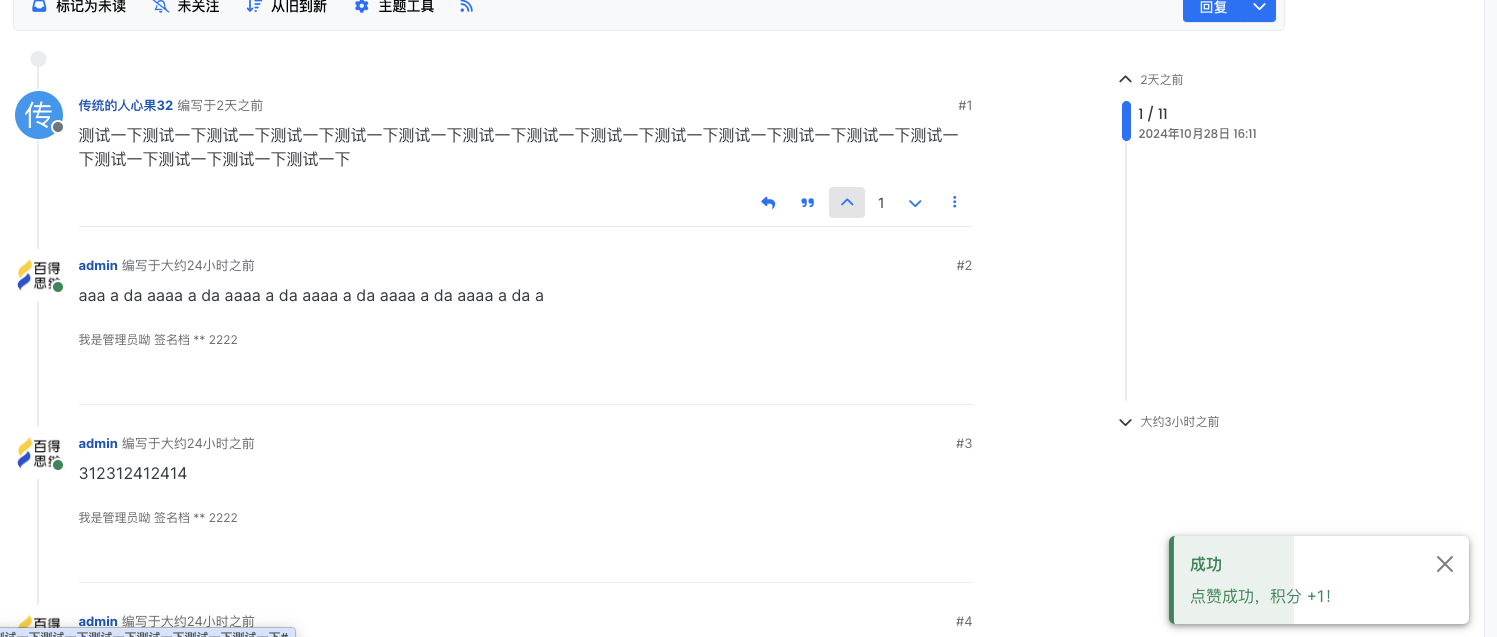 标记为未读 未关注 从旧到新 主题工具 回复
2天之前
传 传统的人心果32 编写于2天之前 #1
1 / 11
测试一下测试一下测试一下测试一下测试一下测试一下测试一下测试一下测试一下测试一下测试一下测试一下测试一下测试一
2024年10月28日 16:11
下测试一下测试一下测试一下测试一下
1
百得 admin 编写于大约24小时之前 #2
aaa a da aaaa a da aaaa a da aaaa a da aaaa a da aaaa a da a
我是管理员呦 签名档 ** 2222
大约3小时之前
百得 admin 编写于大约24小时之前 #3
312312412414
我是管理员呦 签名档 ** 2222
成功
点赞成功，积分 +1!
百得 admin 编写于大约24小时之前 #4